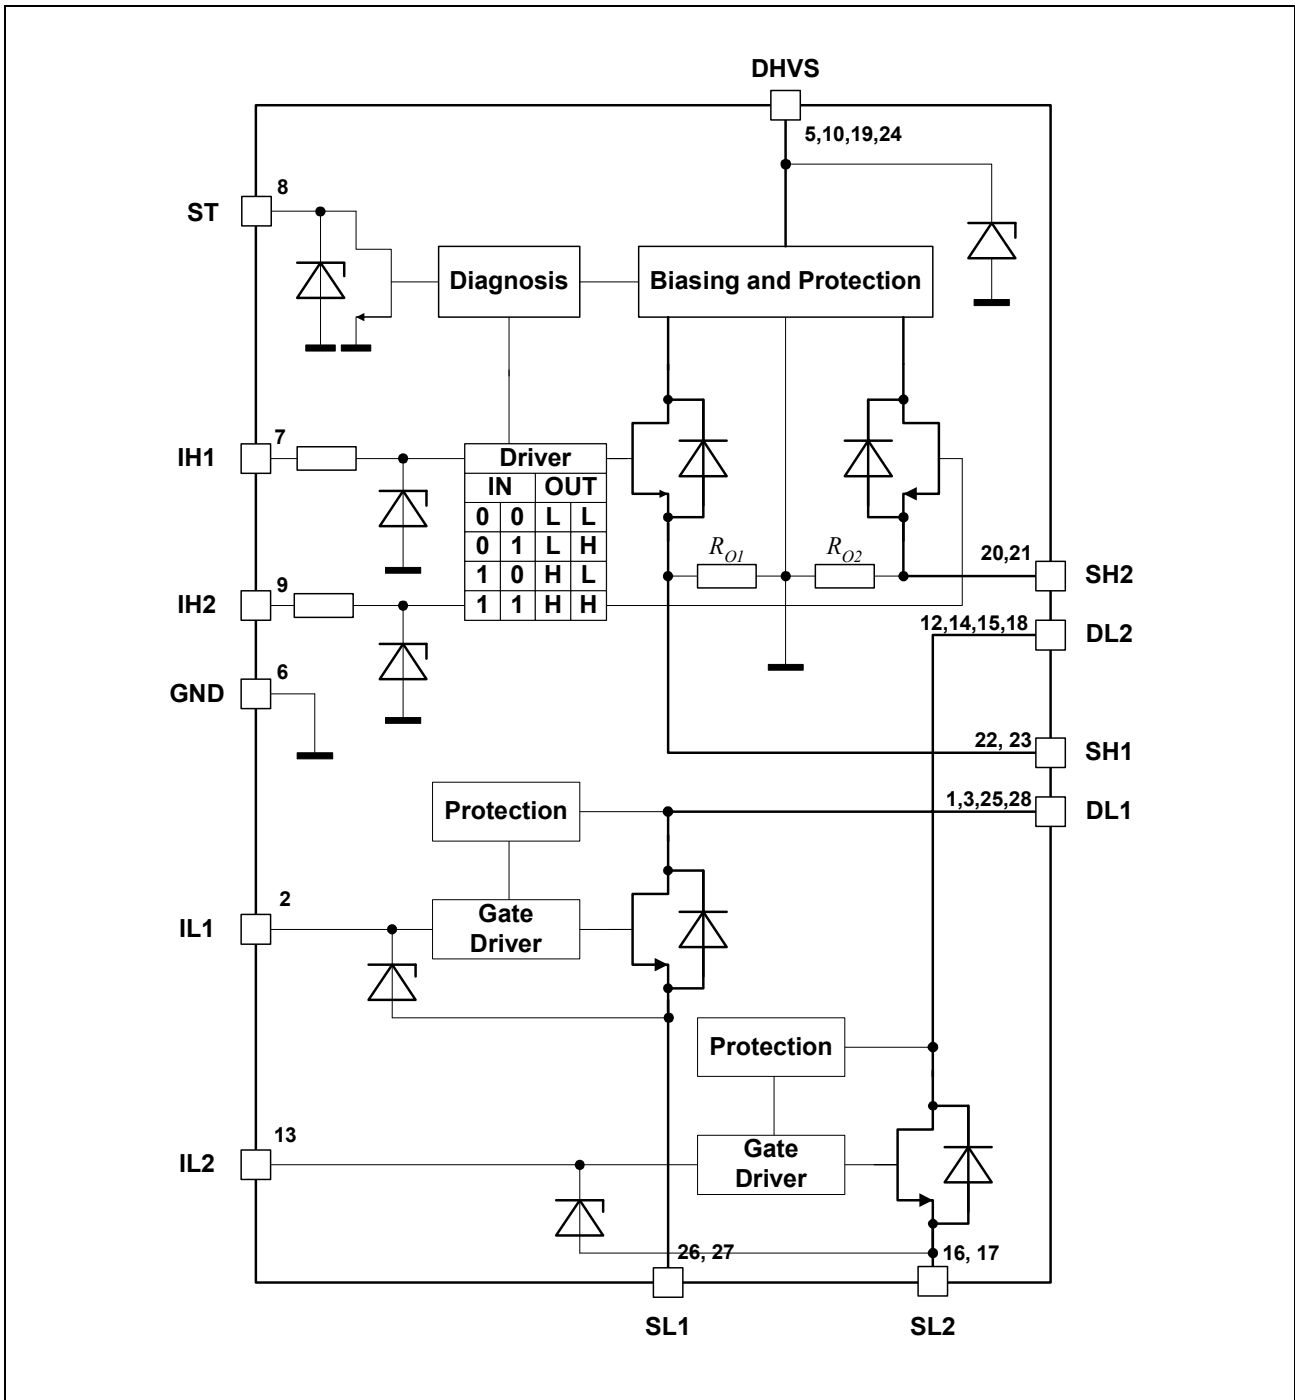 DHVS
5,10,19,24
8
ST
Diagnosis
Biasing and Protection
7
IH1
Driver
IN OUT
0 0 L L
0 1 L H
1 0 H L
1 1 H H
RO1
RO2
20,21
SH2
9
IH2
12,14,15,18
DL2
6
GND
22, 23
SH1
Protection
1,3,25,28
DL1
2
IL1
Gate
Driver
Protection
13
IL2
Gate
Driver
26, 27
16, 17
SL1
SL2